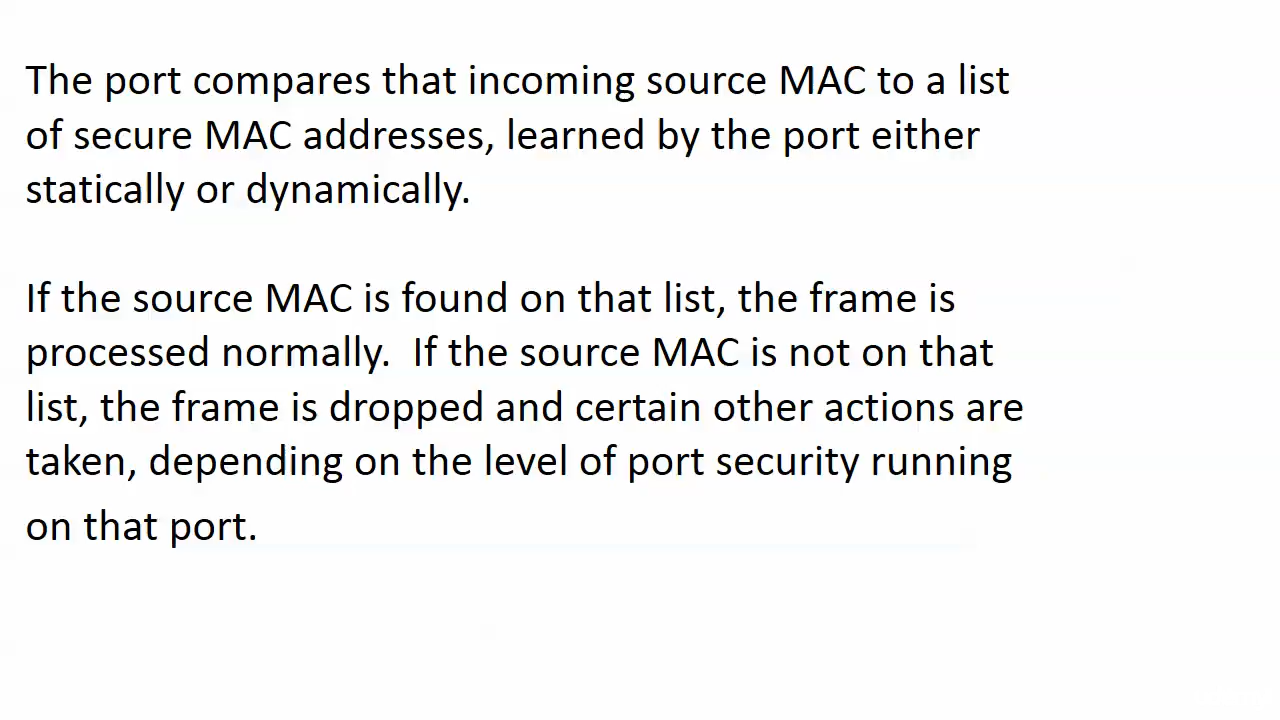 The port compares that incoming source MAC to a list
of secure MAC addresses, learned by the port either
statically or dynamically.
If the source MAC is found on that list, the frame is
processed normally.  If the source MAC is not on that
list, the frame is dropped and certain other actions are
taken, depending on the level of port security running
on that port.